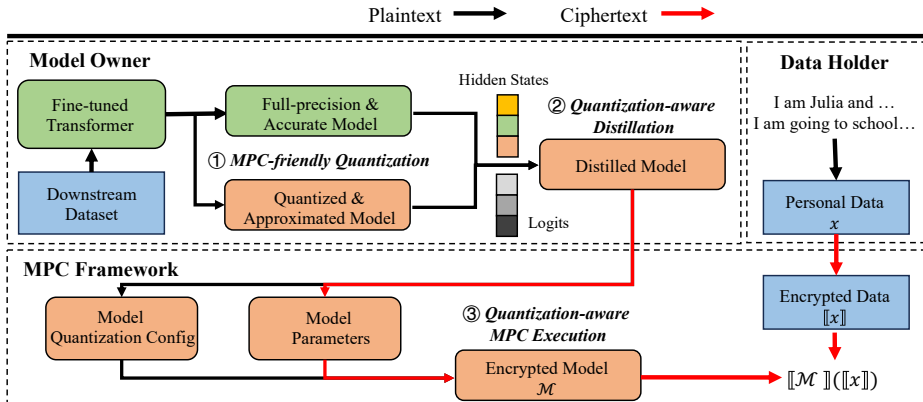 Plaintext
Ciphertext
Model Owner
Data Holder
Fine-tuned
Transformer
Full-precision &
Accurate Model
Hidden States
② Quantization-aware
Distillation
I am Julia and …
I am going to school…
① MPC-friendly Quantization
Downstream
Dataset
Quantized &
Approximated Model
Distilled Model
Logits
Personal Data
x
MPC Framework
Model
Quantization Config
Model
Parameters
③ Quantization-aware
MPC Execution
Encrypted Data
⟦x⟧
Encrypted Model
ℳ
⟦ℳ ⟧(⟦x⟧)